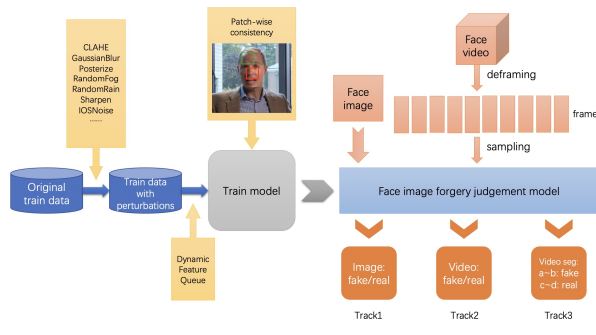 CLAHE
GaussianBlur
Posterize
RandomFog
RandomRain
Sharpen
IOSNoise
......
Patch-wise
consistency
Face
video
deframing
Face
image
frame
sampling
Original
train data
Train data
with
perturbations
Train model
Face image forgery judgement model
Dynamic
Feature
Queue
Image:
fake/real
Video:
fake/real
Video seg:
a~b: fake
c~d: real
Track1
Track2
Track3